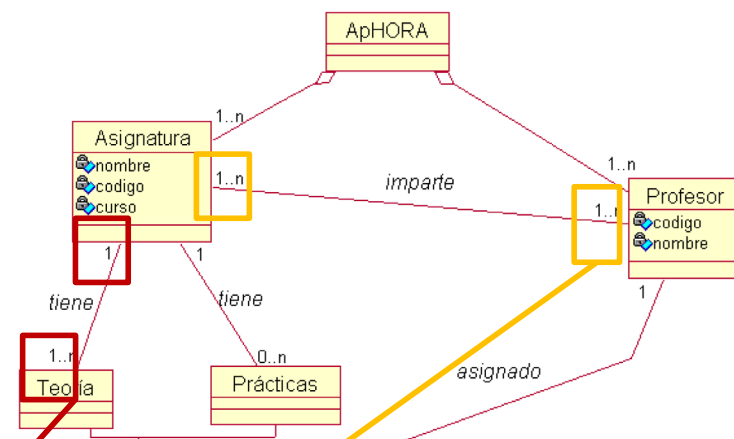 ApHORA
1..n
Asignatura
nombre
codigo
curso
1..n
imparte
1..n
1..n
Profesor
codigo
nombre
1
1
1
tiene
tiene
1..n
0..n
asignado
Teoría
Prácticas